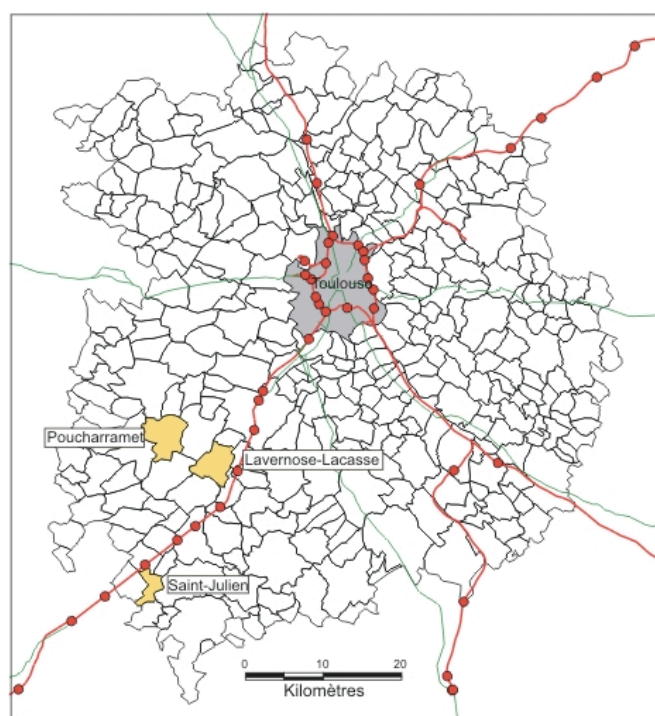 Toulouse
Poucharramet
Lavernose-Lacasse
Saint-Julien
0 10 20
Kilomètres